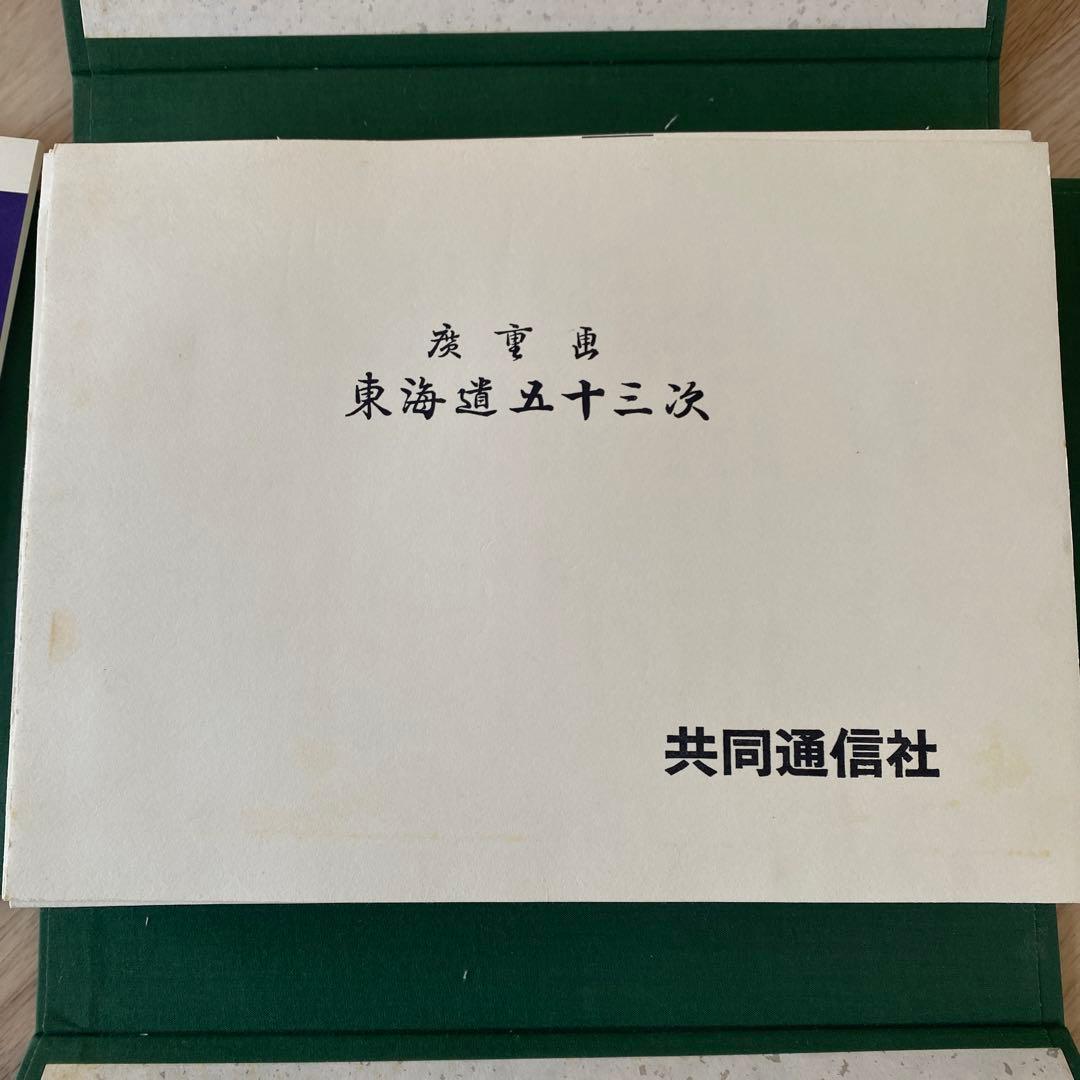 廣重画
東海道五十三次
共同通信社